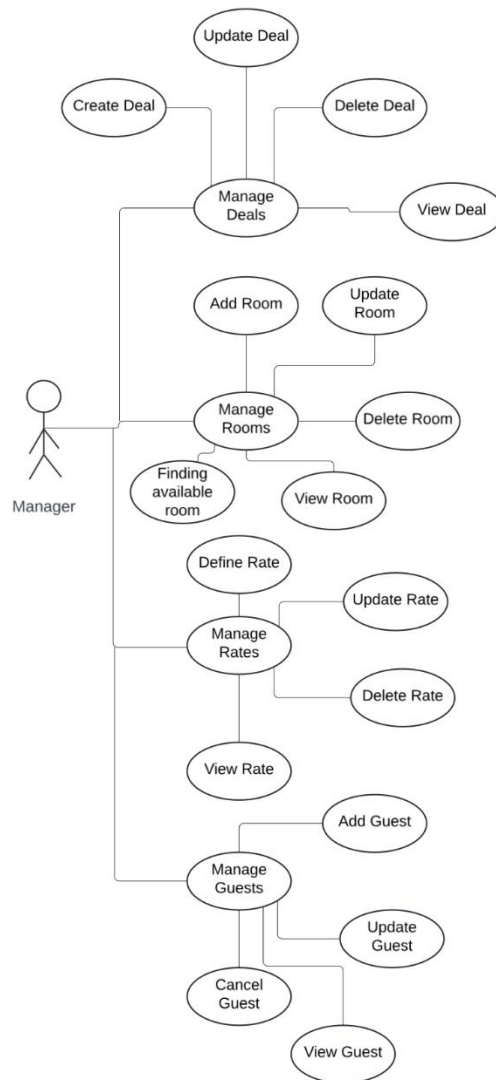 Update Deal
Create Deal
Delete Deal
Manage
Deals
View Deal
Add Room
Update
Room
Manage
Rooms
Delete Room
Manager
Finding
available
room
View Room
Define Rate
Update Rate
Manage
Rates
Delete Rate
View Rate
Add Guest
Manage
Guests
Update
Guest
Cancel
Guest
View Guest